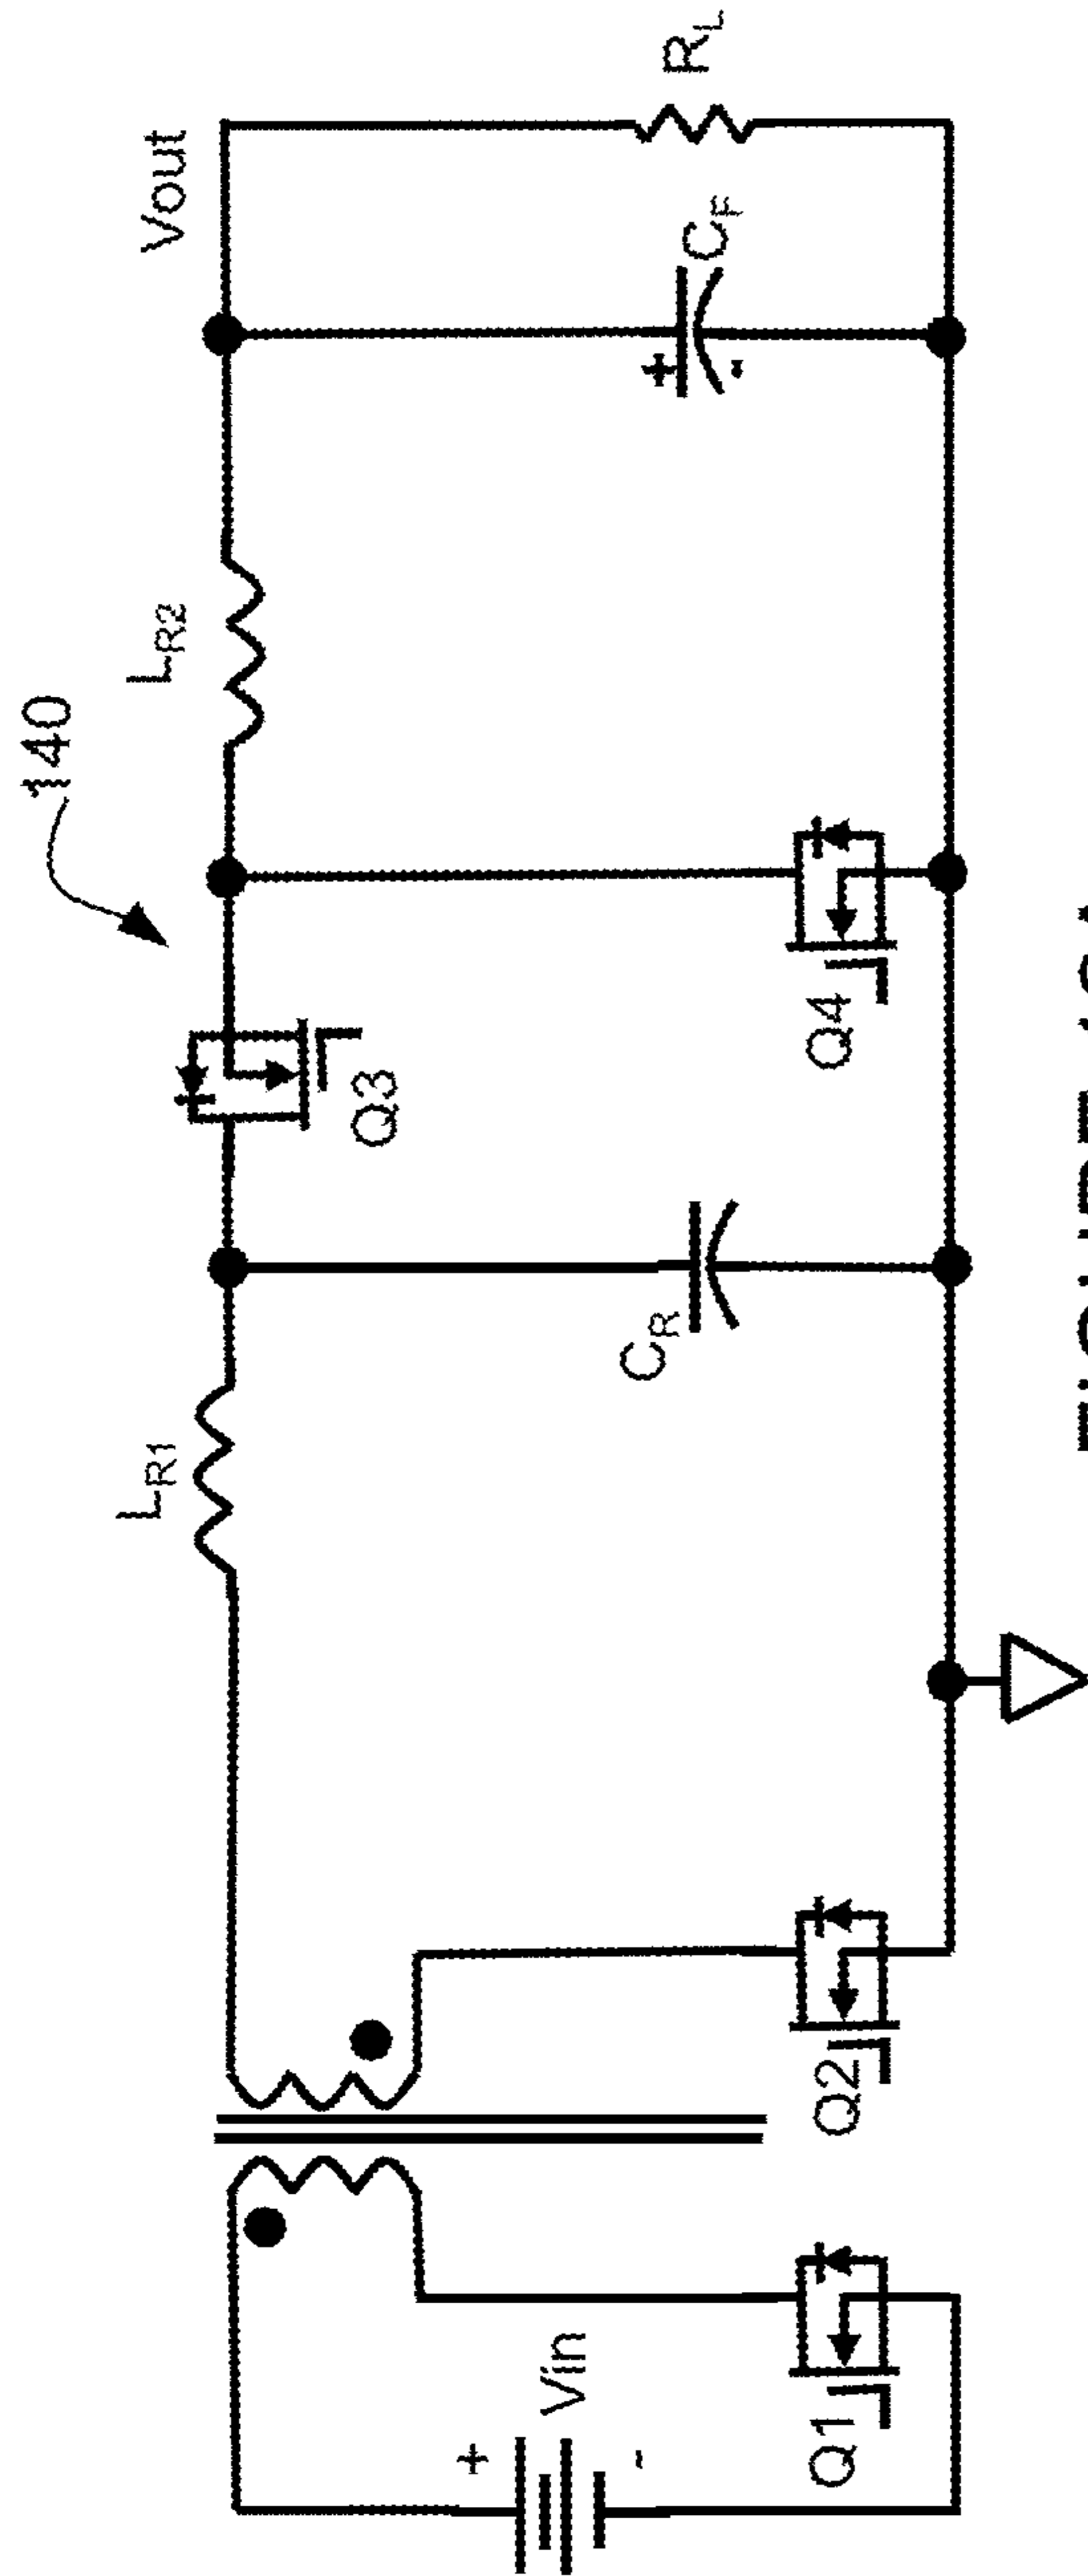 140
Vin
+
-
Q1
Q2
L_R1
C_R
Q3
Q4
L_R2
Vout
+
-
C_F
R_L